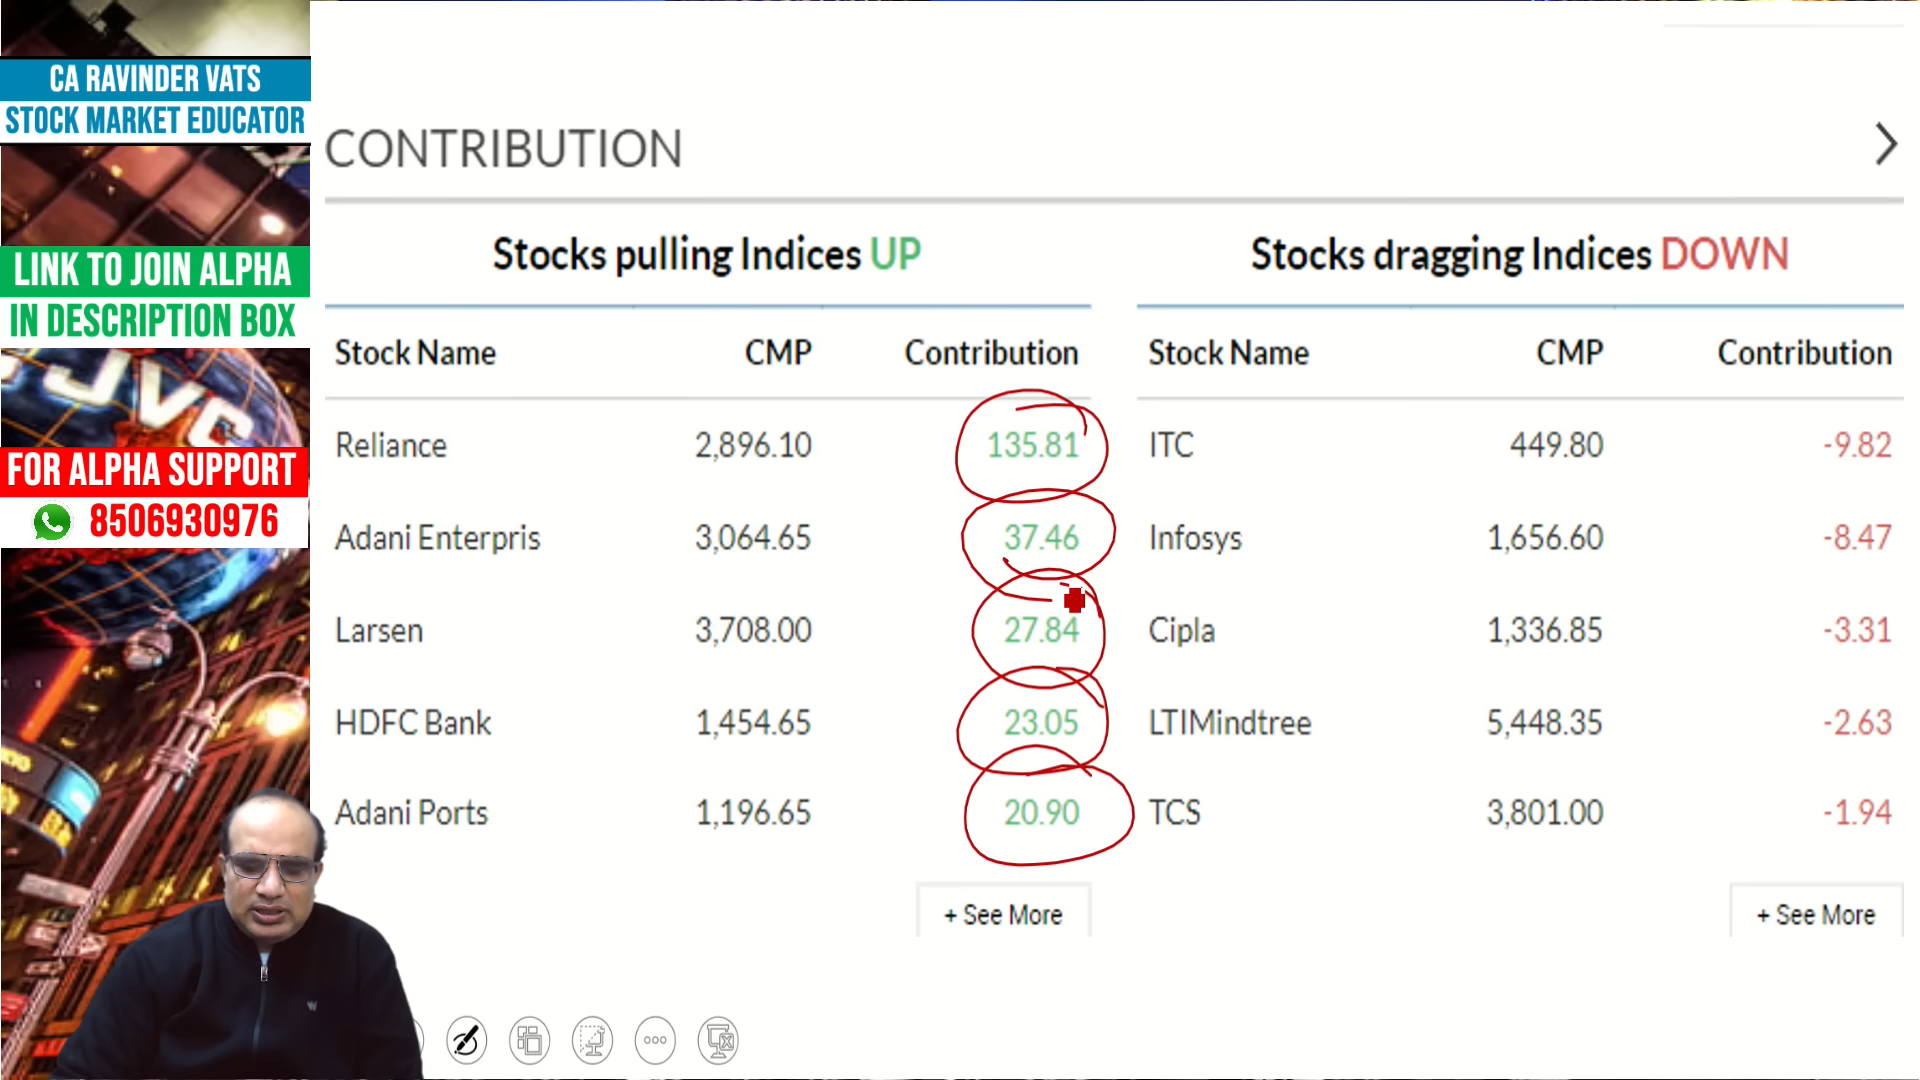 CA RAVINDER VATS
STOCK MARKET EDUCATOR
LINK TO JOIN ALPHA
IN DESCRIPTION BOX
JVC
FOR ALPHA SUPPORT
8506930976
CONTRIBUTION
Stocks pulling Indices UP
Stock Name CMP Contribution
Reliance 2,896.10 135.81
Adani Enterpris 3,064.65 37.46
Larsen 3,708.00 27.84
HDFC Bank 1,454.65 23.05
Adani Ports 1,196.65 20.90
+ See More
Stocks dragging Indices DOWN
Stock Name CMP Contribution
ITC 449.80 -9.82
Infosys 1,656.60 -8.47
Cipla 1,336.85 -3.31
LTIMindtree 5,448.35 -2.63
TCS 3,801.00 -1.94
+ See More